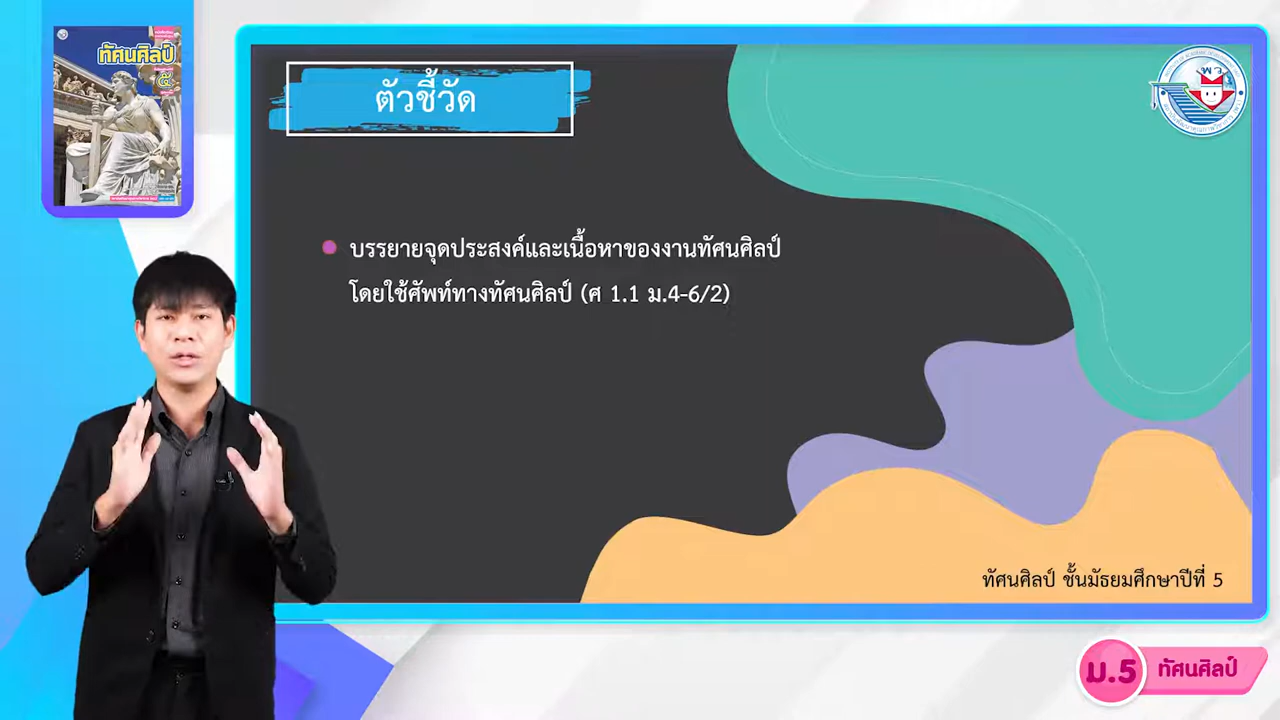 ทัศนศิลป์
๕
ตัวชี้วัด
พว
บรรยายจุดประสงค์และเนื้อหาของงานทัศนศิลป์
โดยใช้ศัพท์ทางทัศนศิลป์ (ศ 1.1 ม.4-6/2)
ทัศนศิลป์ ชั้นมัธยมศึกษาปีที่ 5
ม.5
ทัศนศิลป์